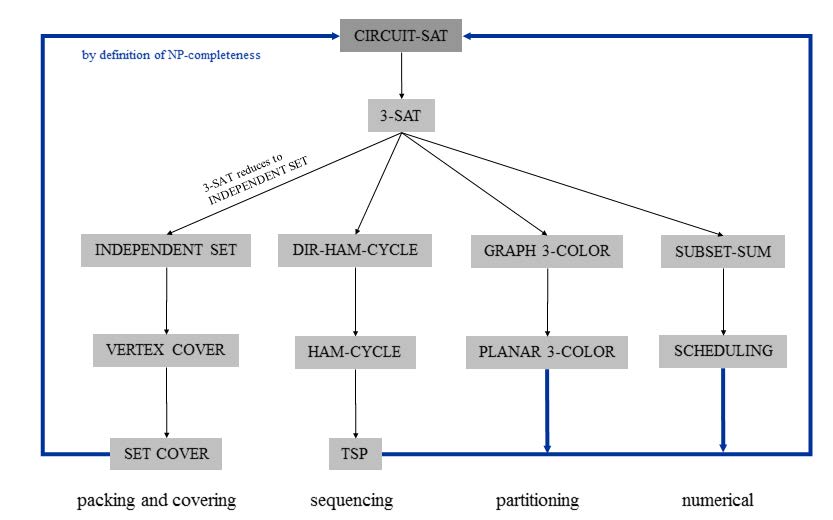 CIRCUIT-SAT
by definition of NP-completeness
3-SAT
3-SAT reduces to
INDEPENDENT SET
INDEPENDENT SET
DIR-HAM-CYCLE
GRAPH 3-COLOR
SUBSET-SUM
VERTEX COVER
HAM-CYCLE
PLANAR 3-COLOR
SCHEDULING
SET COVER
TSP
packing and covering
sequencing
partitioning
numerical